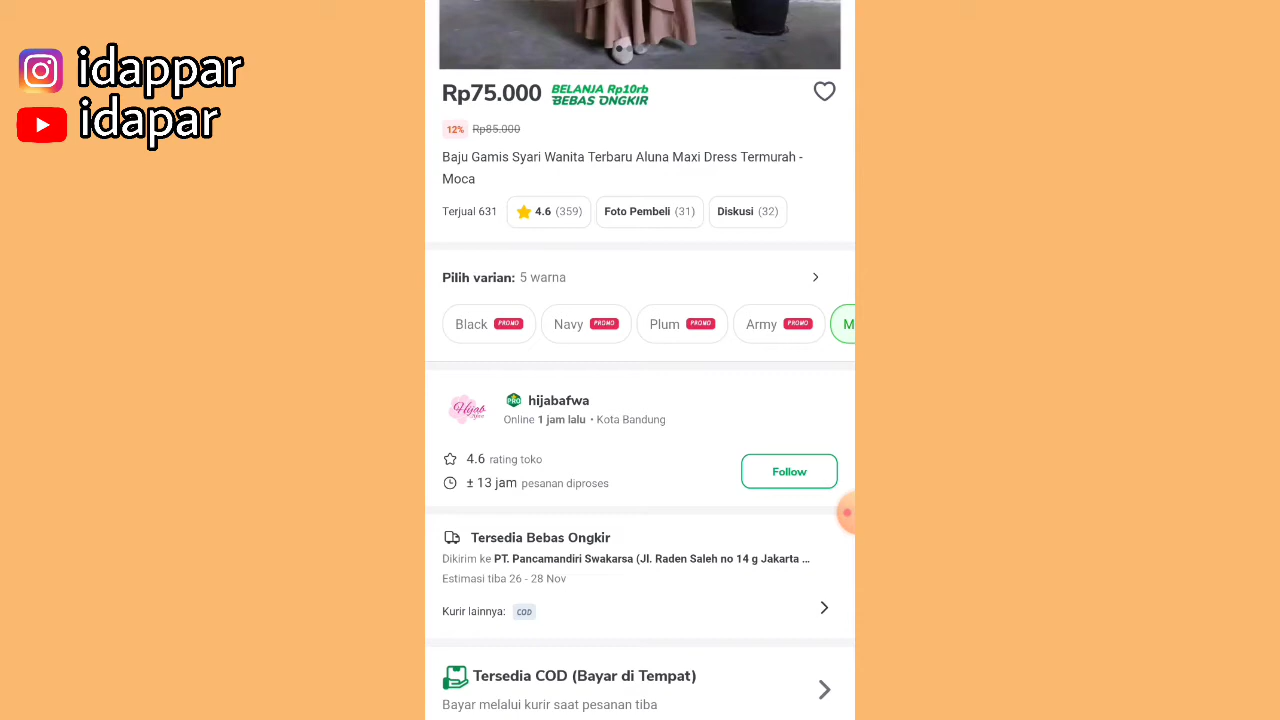 idappar
idapar
Rp75.000 BELANJA Rp10rb
BEBAS ONGKIR
12% Rp85.000
Baju Gamis Syari Wanita Terbaru Aluna Maxi Dress Termurah -
Moca
Terjual 631 4.6 (359) Foto Pembeli (31) Diskusi (32)
Pilih varian: 5 warna
Black PROMO Navy PROMO Plum PROMO Army PROMO M
Hijab
PRO hijabafwa
Online 1 jam lalu • Kota Bandung
4.6 rating toko
± 13 jam pesanan diproses
Follow
Tersedia Bebas Ongkir
Dikirim ke PT. Pancamandiri Swakarsa (Jl. Raden Saleh no 14 g Jakarta ...
Estimasi tiba 26 - 28 Nov
Kurir lainnya: COD
Tersedia COD (Bayar di Tempat)
Bayar melalui kurir saat pesanan tiba